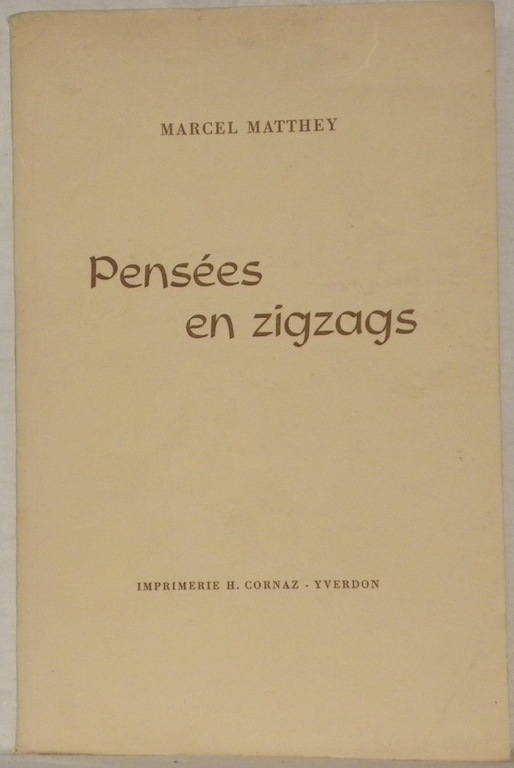 MARCEL MATTHEY
Pensées
en zigzags
IMPRIMERIE H. CORNAZ - YVERDON